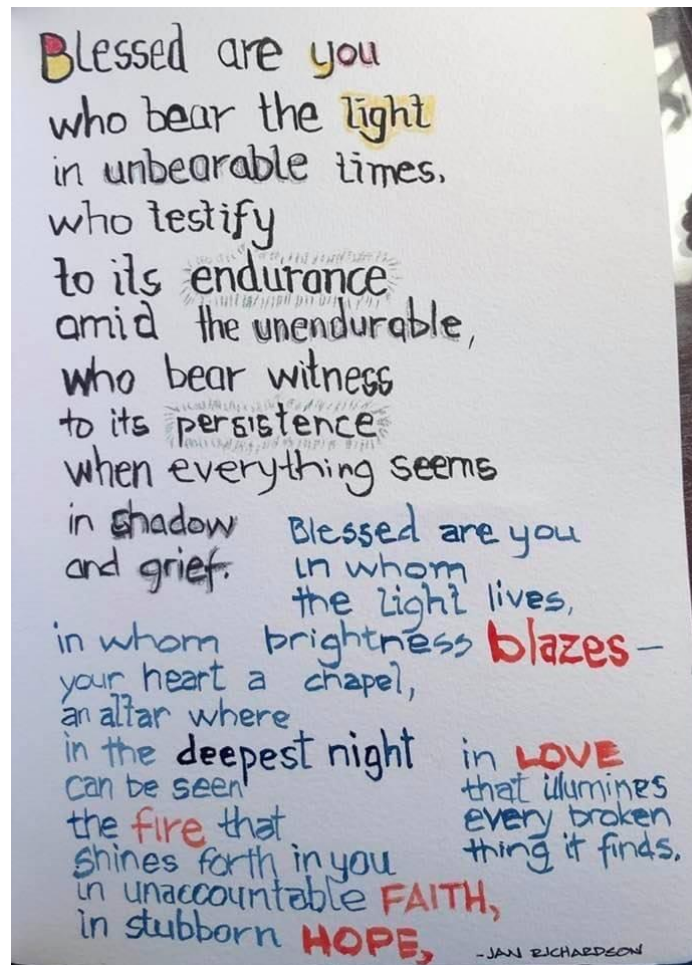 Blessed are you
who bear the light
in unbearable times,
who testify
to its endurance
amid the unendurable,
who bear witness
to its persistence
when everything seems
in shadow
and grief.
Blessed are you
in whom
the light lives,
in whom brightness blazes—
your heart a chapel,
an altar where
in the deepest night
can be seen
the fire that
shines forth in you
in unaccountable FAITH,
in stubborn HOPE,
in LOVE
that illumines
every broken
thing it finds.
-JAN RICHARDSON